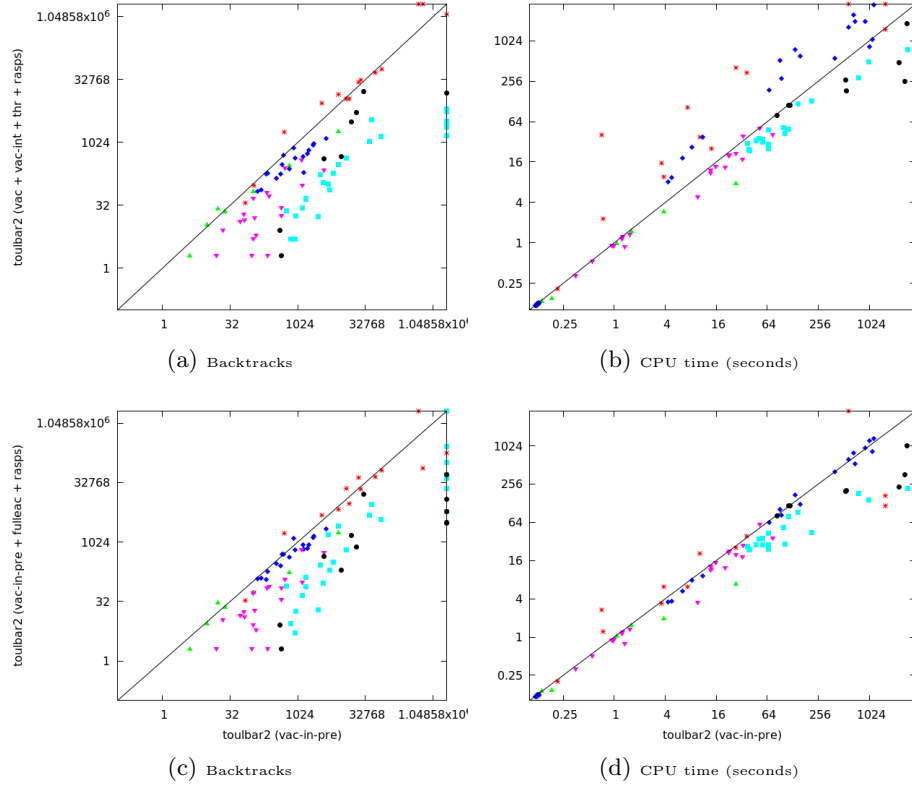 toulbar2 (vac + vac-int + thr + rasps)
1.04858x10⁶
32768
1024
32
1
1 32 1024 32768 1.04858x10⁶
(a) Backtracks
1024
256
64
16
4
1
0.25
0.25 1 4 16 64 256 1024
(b) CPU time (seconds)
toulbar2 (vac-in-pre + fulleac + rasps)
1.04858x10⁶
32768
1024
32
1
1 32 1024 32768 1.04858x10⁶
toulbar2 (vac-in-pre)
(c) Backtracks
1024
256
64
16
4
1
0.25
0.25 1 4 16 64 256 1024
toulbar2 (vac-in-pre)
(d) CPU time (seconds)